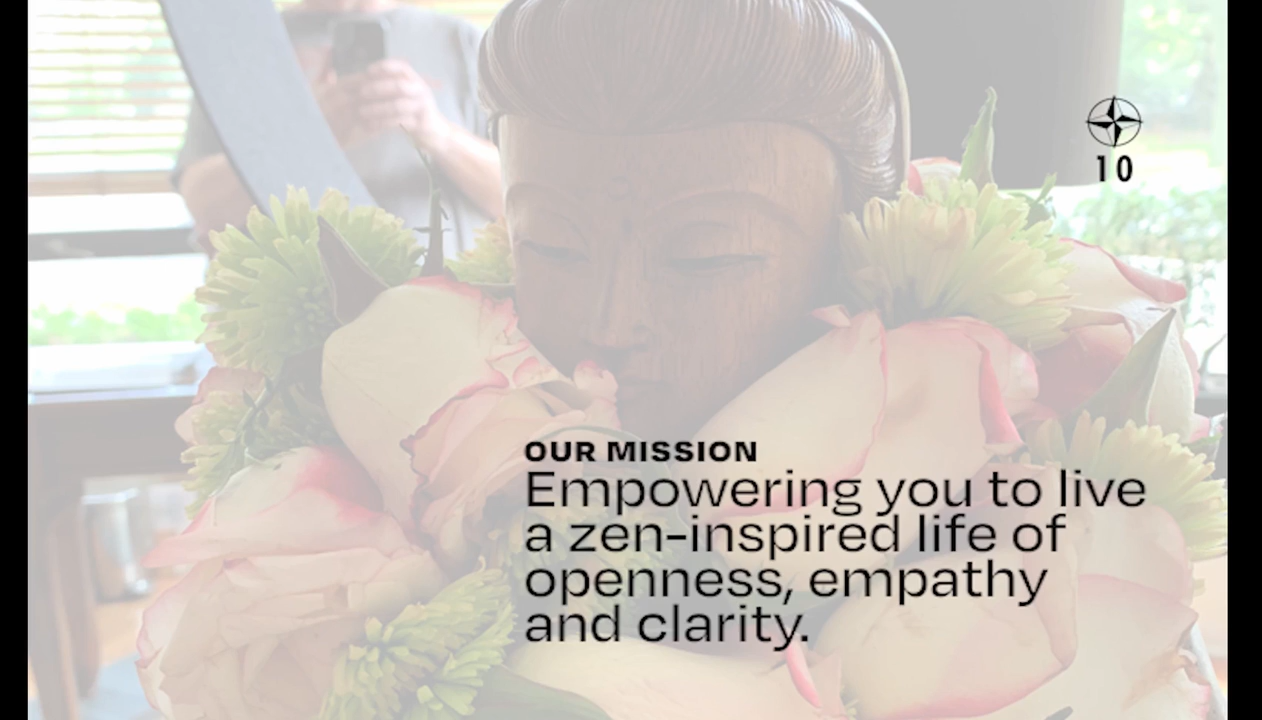 10
OUR MISSION
Empowering you to live
a zen-inspired life of
openness, empathy
and clarity.